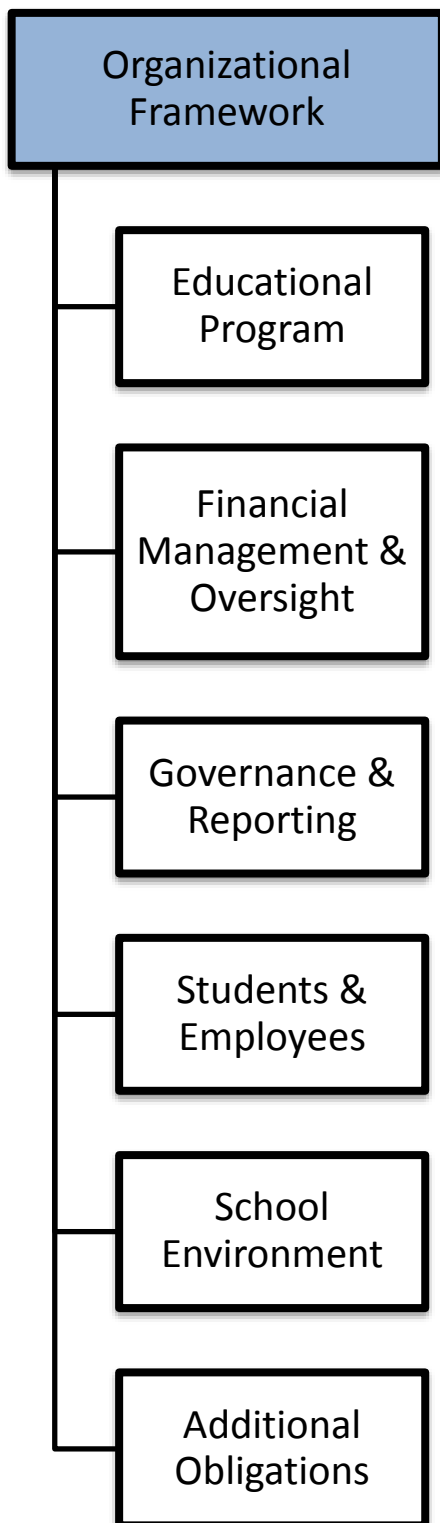 Organizational
Framework
Educational
Program
Financial
Management &
Oversight
Governance &
Reporting
Students &
Employees
School
Environment
Additional
Obligations